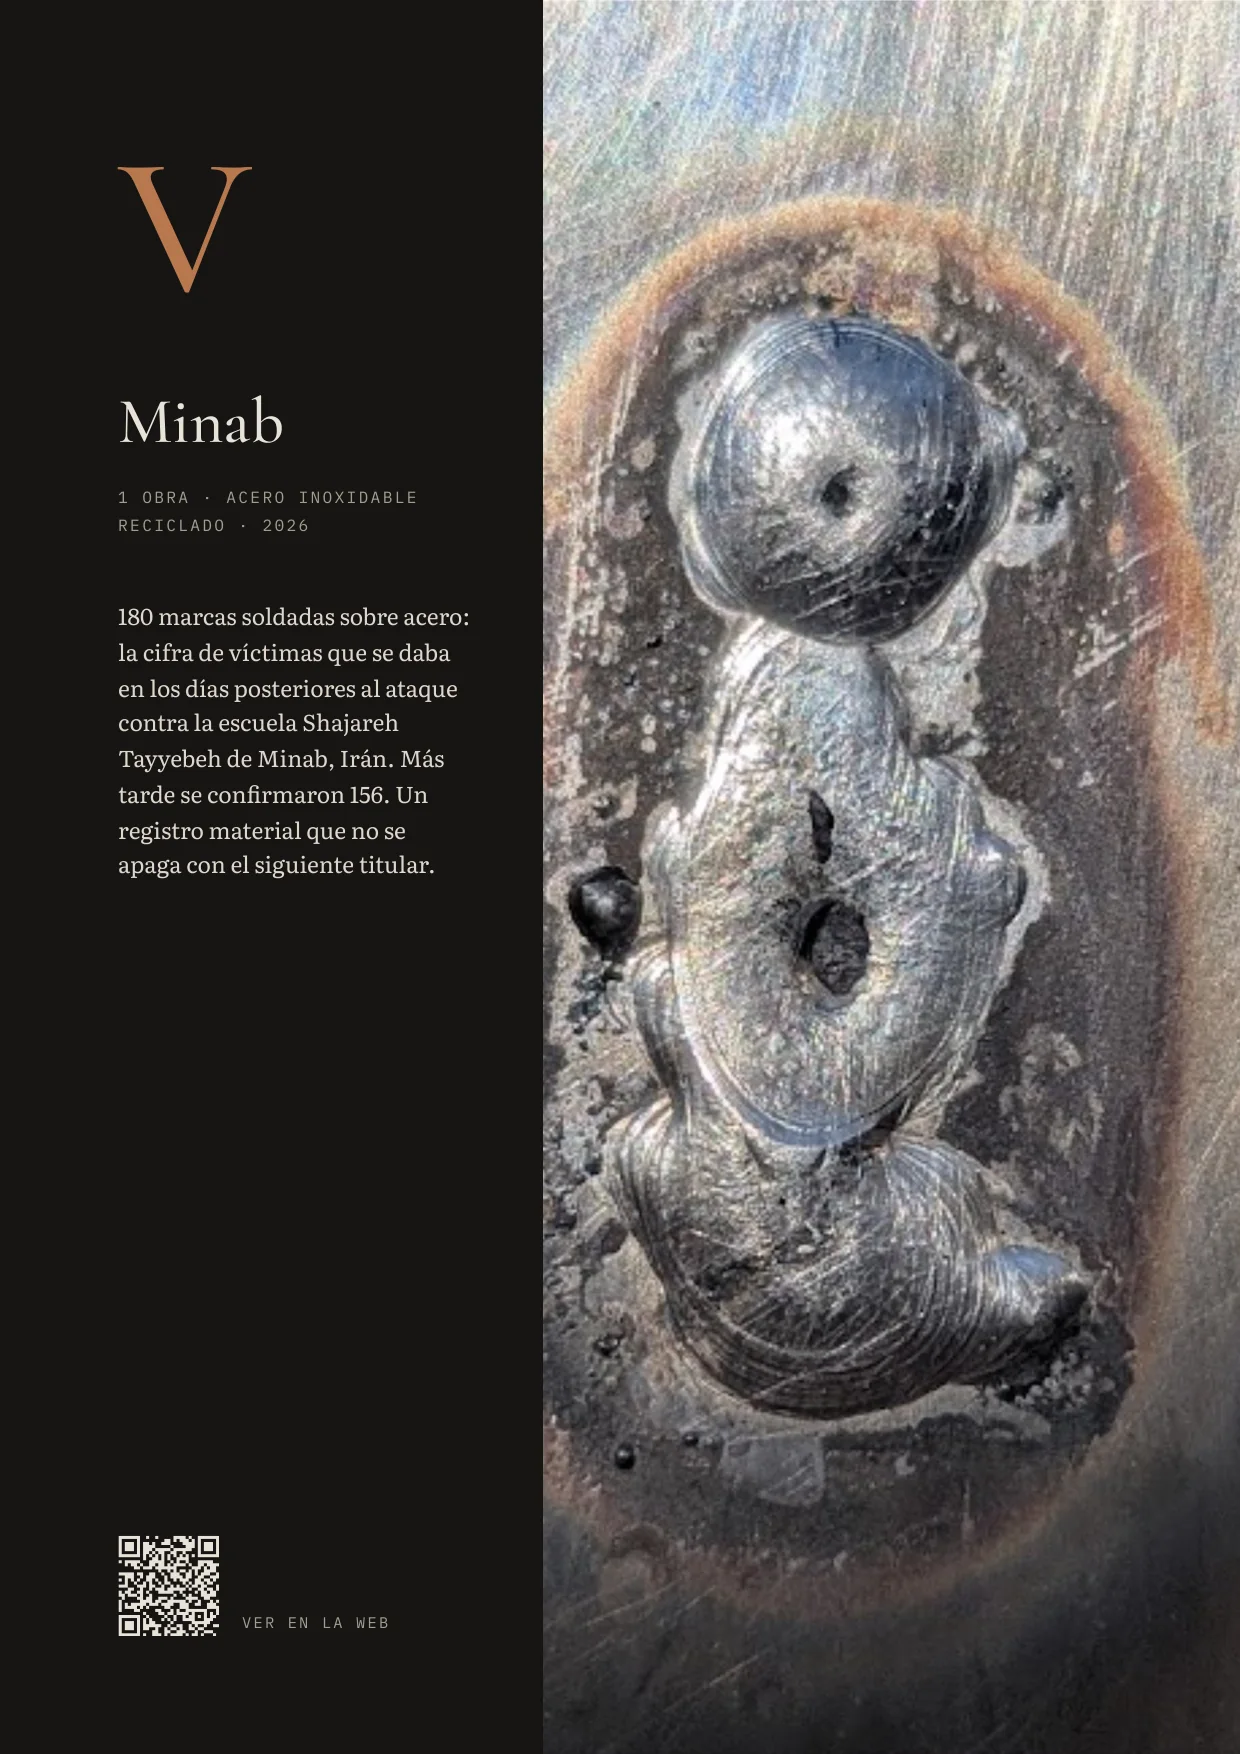 V
Minab
1 OBRA · ACERO INOXIDABLE
RECICLADO · 2026
180 marcas soldadas sobre acero:
la cifra de víctimas que se daba
en los días posteriores al ataque
contra la escuela Shajareh
Tayyebeh de Minab, Irán. Más
tarde se confirmaron 156. Un
registro material que no se
apaga con el siguiente titular.
VER EN LA WEB